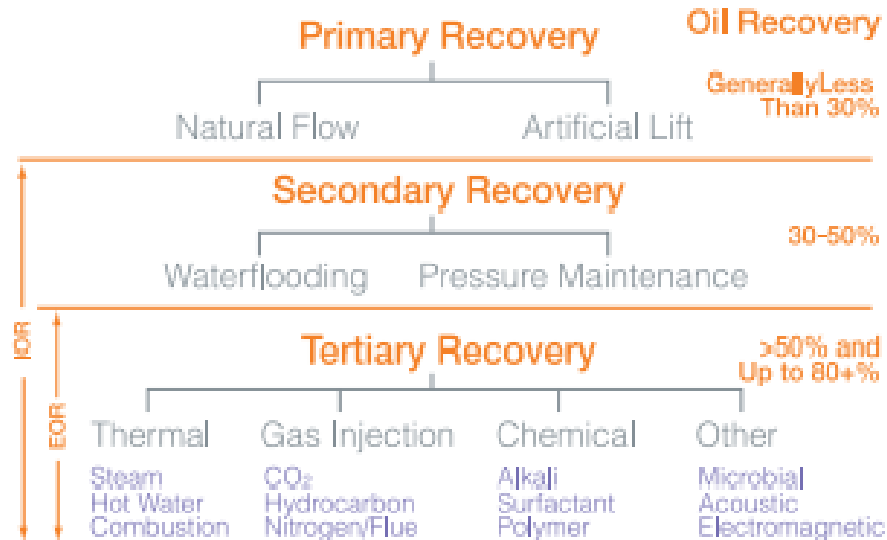 Primary Recovery
Oil Recovery
Generally Less
Than 30%
Natural Flow
Artificial Lift
Secondary Recovery
30-50%
Waterflooding
Pressure Maintenance
IOR
EOR
Tertiary Recovery
>50% and
Up to 80+%
Thermal
Gas Injection
Chemical
Other
Steam
Hot Water
Combustion
CO₂
Hydrocarbon
Nitrogen/Flue
Alkali
Surfactant
Polymer
Microbial
Acoustic
Electromagnetic